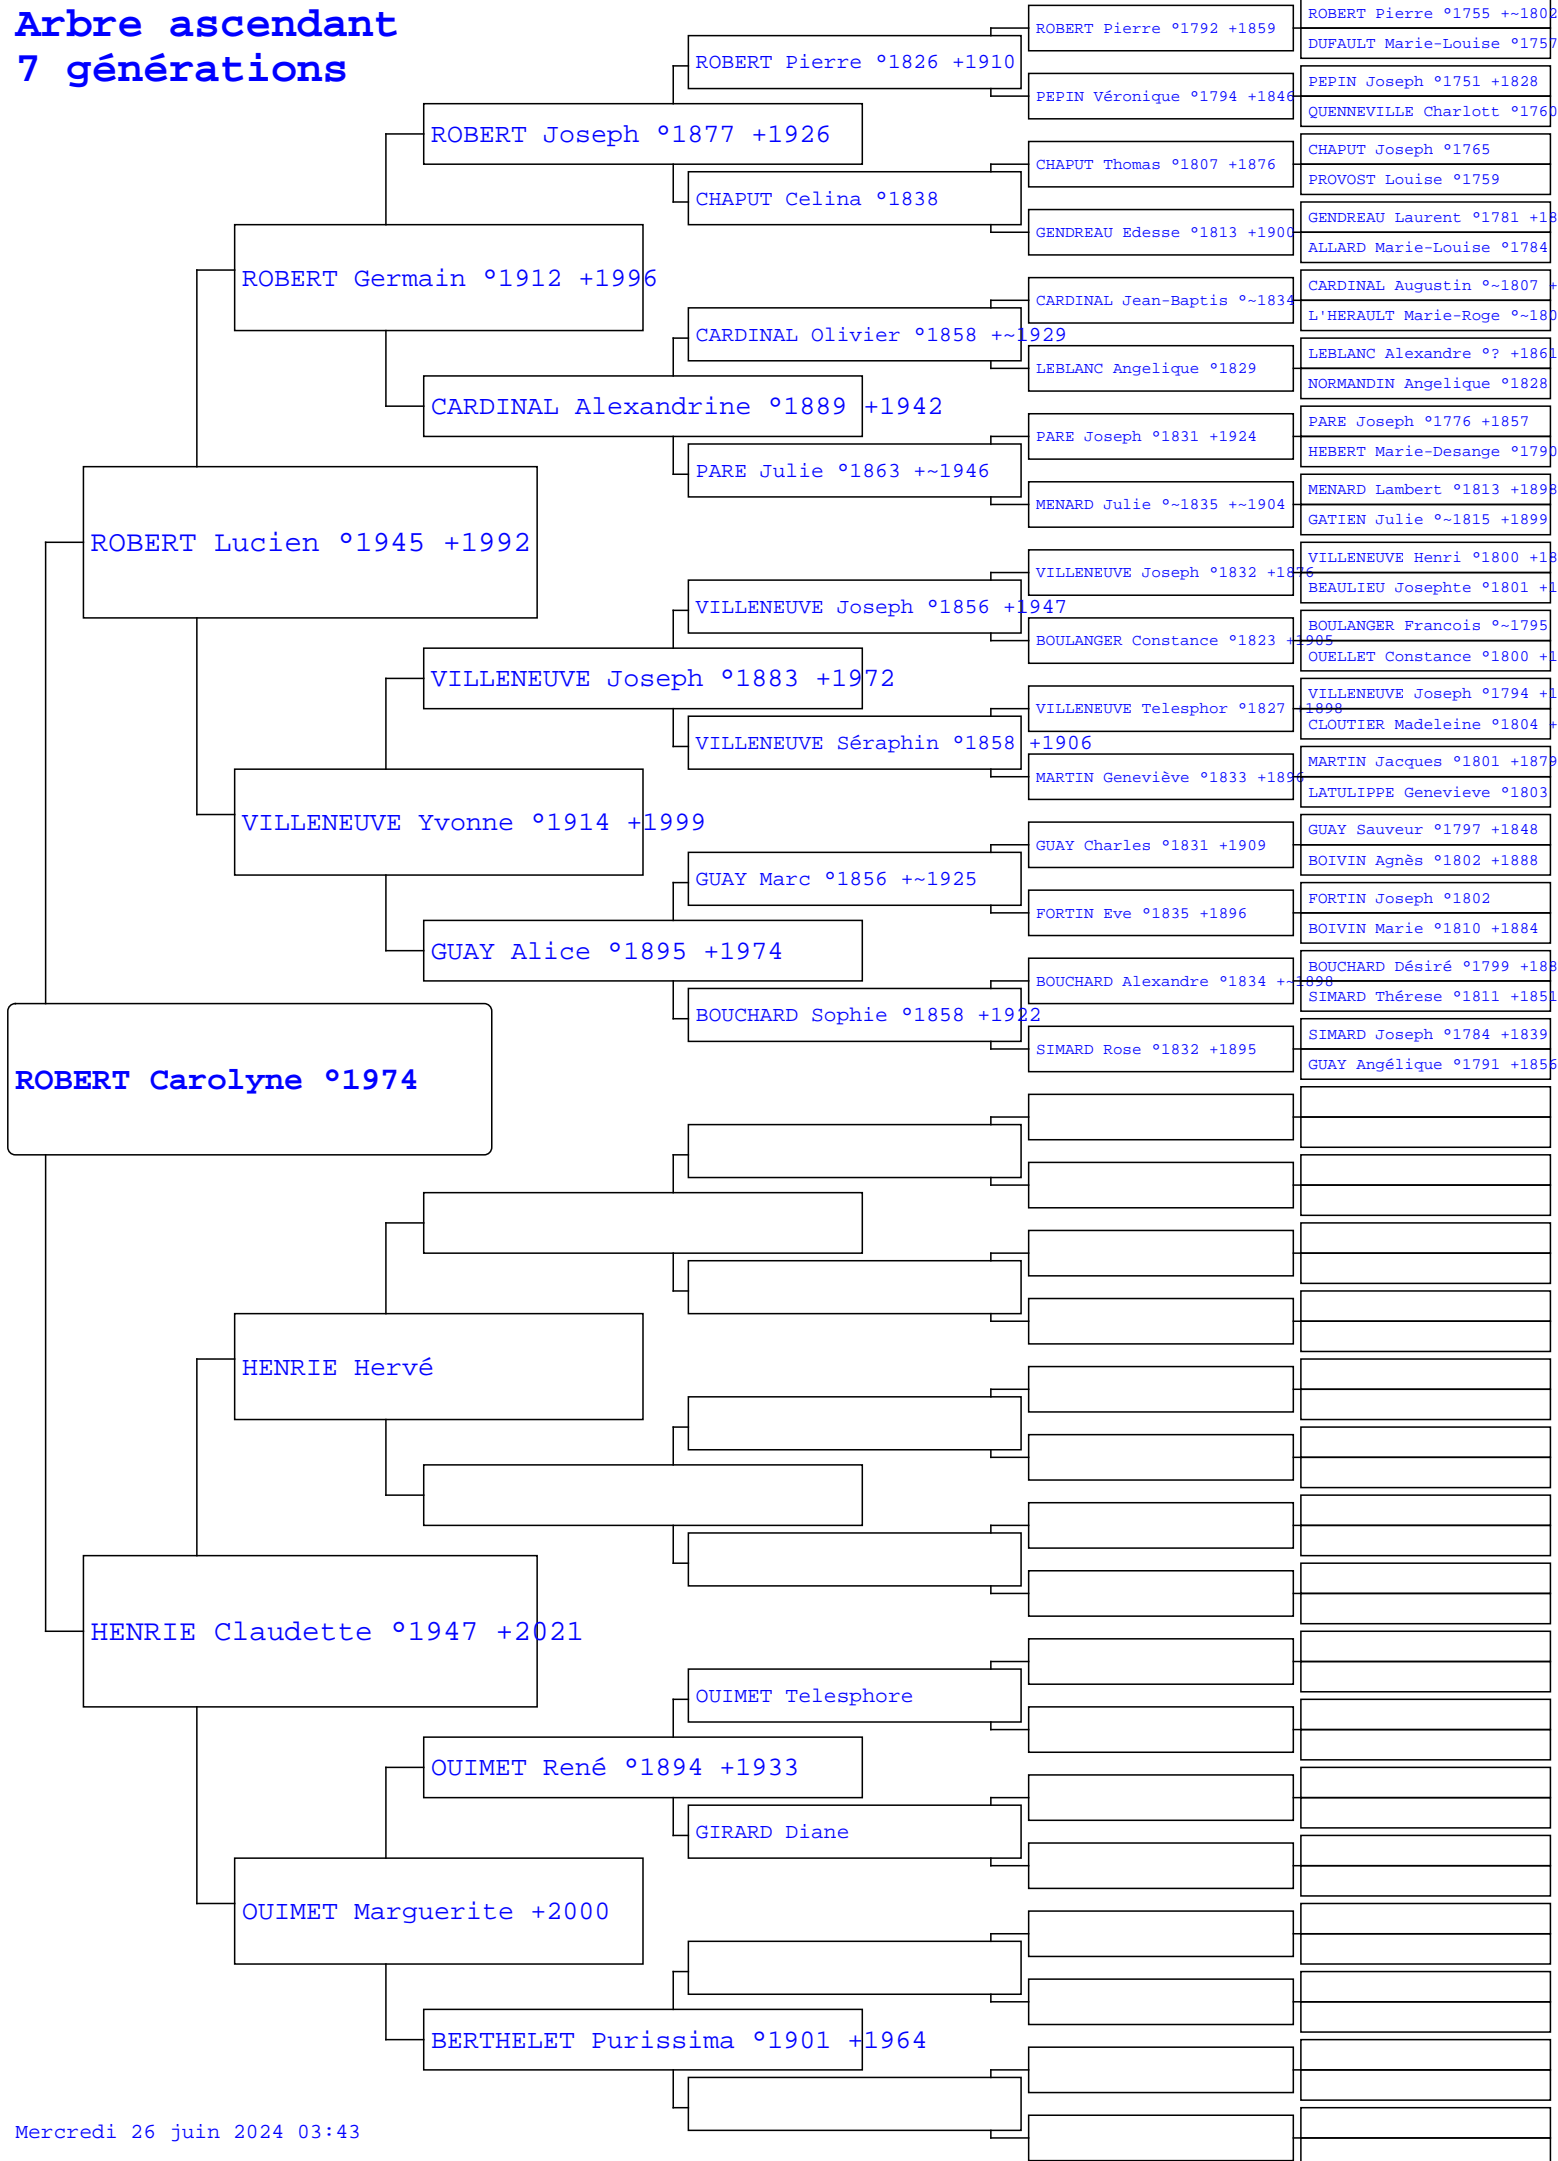 Arbre ascendant
7 générations
ROBERT Carolyne °1974
ROBERT Lucien °1945 +1992
HENRIE Claudette °1947 +2021
ROBERT Germain °1912 +1996
VILLENEUVE Yvonne °1914 +1999
HENRIE Hervé
OUIMET Marguerite +2000
ROBERT Joseph °1877 +1926
CARDINAL Alexandrine °1889 +1942
VILLENEUVE Joseph °1883 +1972
GUAY Alice °1895 +1974
OUIMET René °1894 +1933
BERTHELET Purissima °1901 +1964
ROBERT Pierre °1826 +1910
CHAPUT Celina °1838
CARDINAL Olivier °1858 +~1929
PARE Julie °1863 +~1946
VILLENEUVE Joseph °1856 +1947
VILLENEUVE Séraphin °1858 +1906
GUAY Marc °1856 +~1925
BOUCHARD Sophie °1858 +1922
OUIMET Telesphore
GIRARD Diane
ROBERT Pierre °1792 +1859
PEPIN Véronique °1794 +1846
CHAPUT Thomas °1807 +1876
GENDREAU Edesse °1813 +1900
CARDINAL Jean-Baptis °~1834
LEBLANC Angelique °1829
PARE Joseph °1831 +1924
MENARD Julie °~1835 +~1904
VILLENEUVE Joseph °1832 +1876
BOULANGER Constance °1823 +1905
VILLENEUVE Telesphor °1827 +1898
MARTIN Geneviève °1833 +1896
GUAY Charles °1831 +1909
FORTIN Eve °1835 +1896
BOUCHARD Alexandre °1834 +~1898
SIMARD Rose °1832 +1895
ROBERT Pierre °1755 +~1802
DUFAULT Marie-Louise °1757
PEPIN Joseph °1751 +1828
QUENNEVILLE Charlott °1760
CHAPUT Joseph °1765
PROVOST Louise °1759
GENDREAU Laurent °1781 +18
ALLARD Marie-Louise °1784
CARDINAL Augustin °~1807 +
L'HERAULT Marie-Roge °~180
LEBLANC Alexandre °? +1861
NORMANDIN Angelique °1828
PARE Joseph °1776 +1857
HEBERT Marie-Desange °1790
MENARD Lambert °1813 +1898
GATIEN Julie °~1815 +1899
VILLENEUVE Henri °1800 +18
BEAULIEU Josephte °1801 +1
BOULANGER Francois °~1795
OUELLET Constance °1800 +1
VILLENEUVE Joseph °1794 +1
CLOUTIER Madeleine °1804 +
MARTIN Jacques °1801 +1879
LATULIPPE Genevieve °1803
GUAY Sauveur °1797 +1848
BOIVIN Agnès °1802 +1888
FORTIN Joseph °1802
BOIVIN Marie °1810 +1884
BOUCHARD Désiré °1799 +188
SIMARD Thérese °1811 +1851
SIMARD Joseph °1784 +1839
GUAY Angélique °1791 +1856
Mercredi 26 juin 2024 03:43